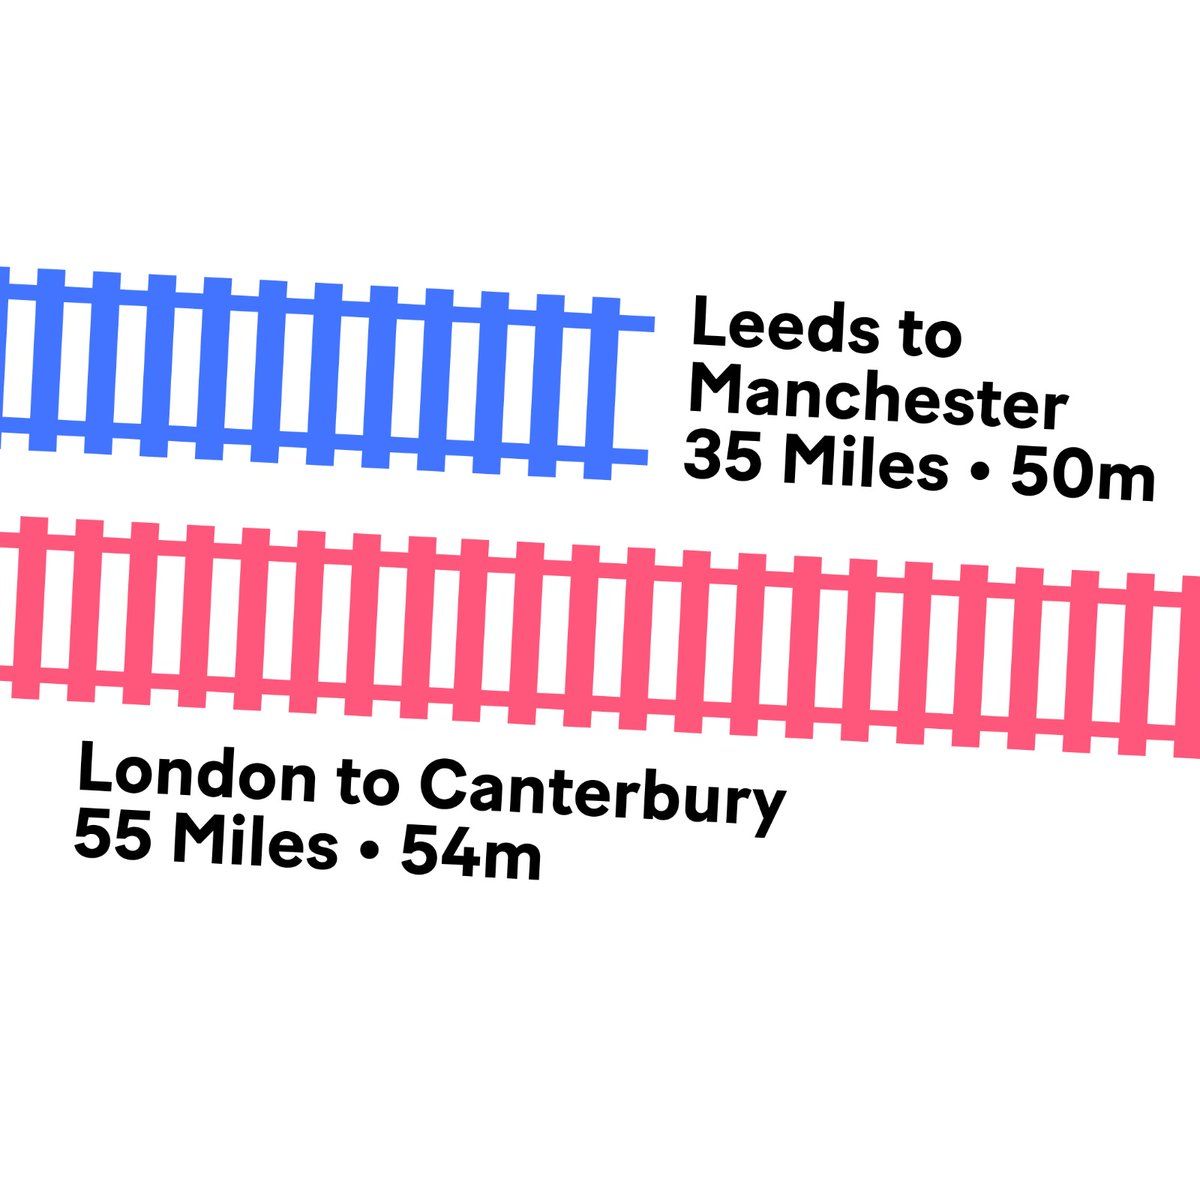 Leeds to
Manchester
35 Miles • 50m
London to Canterbury
55 Miles • 54m